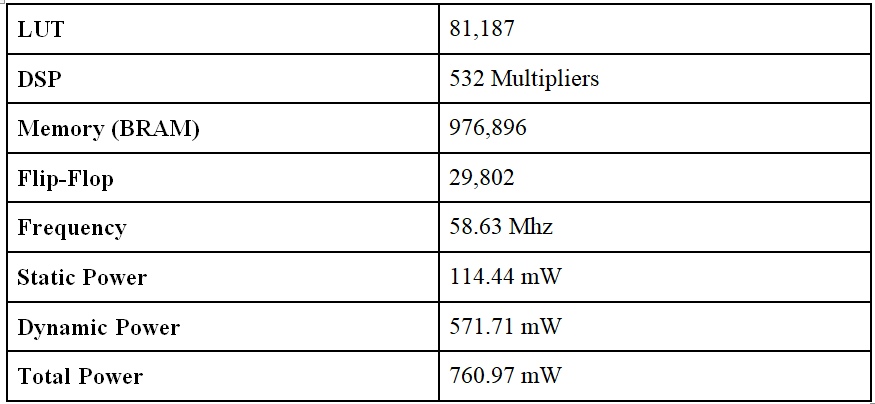 LUT 81,187
DSP 532 Multipliers
Memory (BRAM) 976,896
Flip-Flop 29,802
Frequency 58.63 Mhz
Static Power 114.44 mW
Dynamic Power 571.71 mW
Total Power 760.97 mW